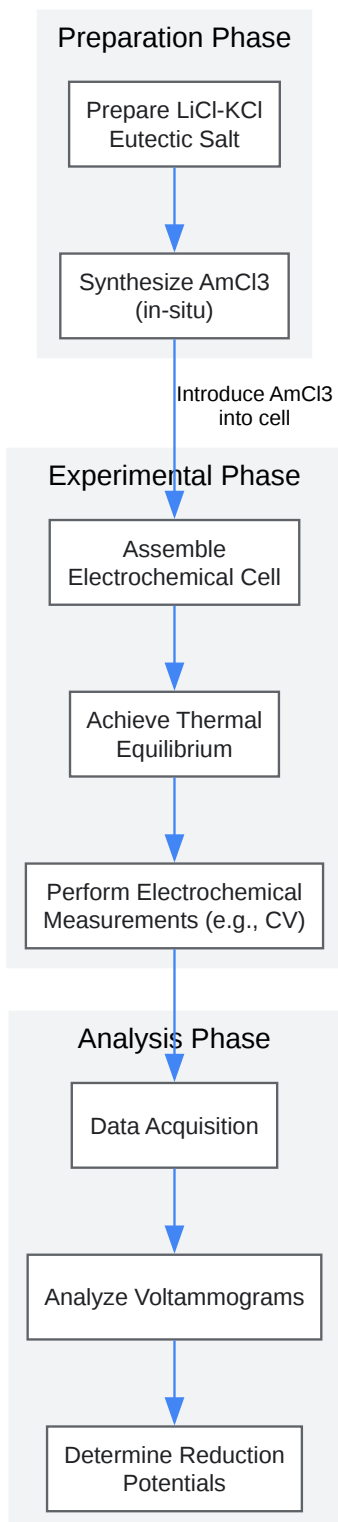 Preparation Phase
Prepare LiCl-KCl
Eutectic Salt
Synthesize AmCl3
(in-situ)
Introduce AmCl3
into cell
Experimental Phase
Assemble
Electrochemical Cell
Achieve Thermal
Equilibrium
Perform Electrochemical
Measurements (e.g., CV)
Analysis Phase
Data Acquisition
Analyze Voltammograms
Determine Reduction
Potentials